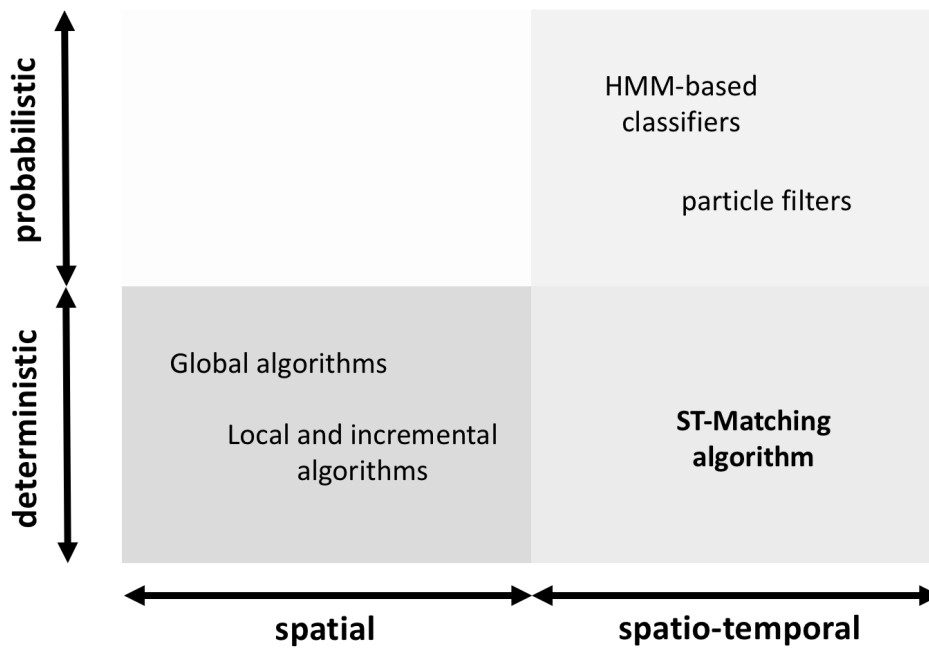 probabilistic
HMM-based
classifiers
particle filters
deterministic
Global algorithms
Local and incremental
algorithms
ST-Matching
algorithm
spatial
spatio-temporal